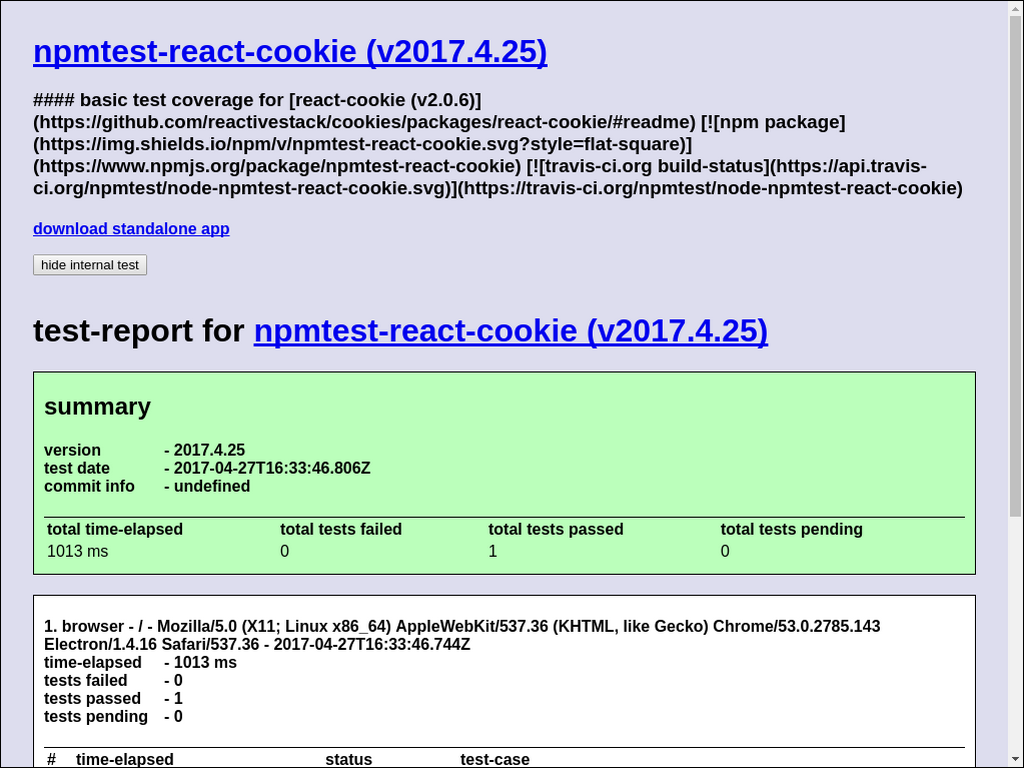 npmtest-react-cookie (v2017.4.25)
#### basic test coverage for [react-cookie (v2.0.6)]
(https://github.com/reactivestack/cookies/packages/react-cookie/#readme) [![npm package]
(https://img.shields.io/npm/v/npmtest-react-cookie.svg?style=flat-square)]
(https://www.npmjs.org/package/npmtest-react-cookie) [![travis-ci.org build-status](https://api.travis-
ci.org/npmtest/node-npmtest-react-cookie.svg)](https://travis-ci.org/npmtest/node-npmtest-react-cookie)
download standalone app
hide internal test
test-report for npmtest-react-cookie (v2017.4.25)
summary
version - 2017.4.25
test date - 2017-04-27T16:33:46.806Z
commit info - undefined
total time-elapsed total tests failed total tests passed total tests pending
1013 ms 0 1 0
1. browser - / - Mozilla/5.0 (X11; Linux x86_64) AppleWebKit/537.36 (KHTML, like Gecko) Chrome/53.0.2785.143
Electron/1.4.16 Safari/537.36 - 2017-04-27T16:33:46.744Z
time-elapsed - 1013 ms
tests failed - 0
tests passed - 1
tests pending - 0
# time-elapsed status test-case